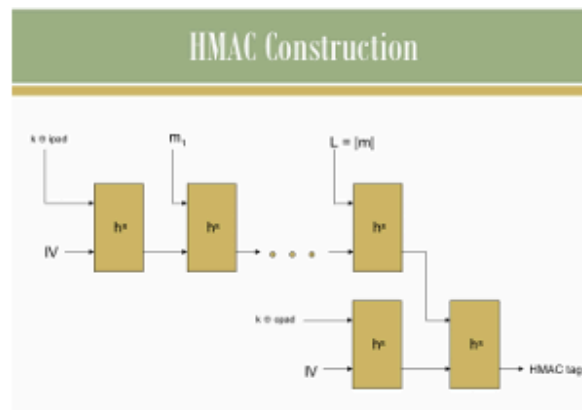 HMAC Construction
k ⊕ ipad
m₁
L = |m|
hˢ
hˢ
hˢ
IV
k ⊕ opad
hˢ
hˢ
IV
HMAC tag